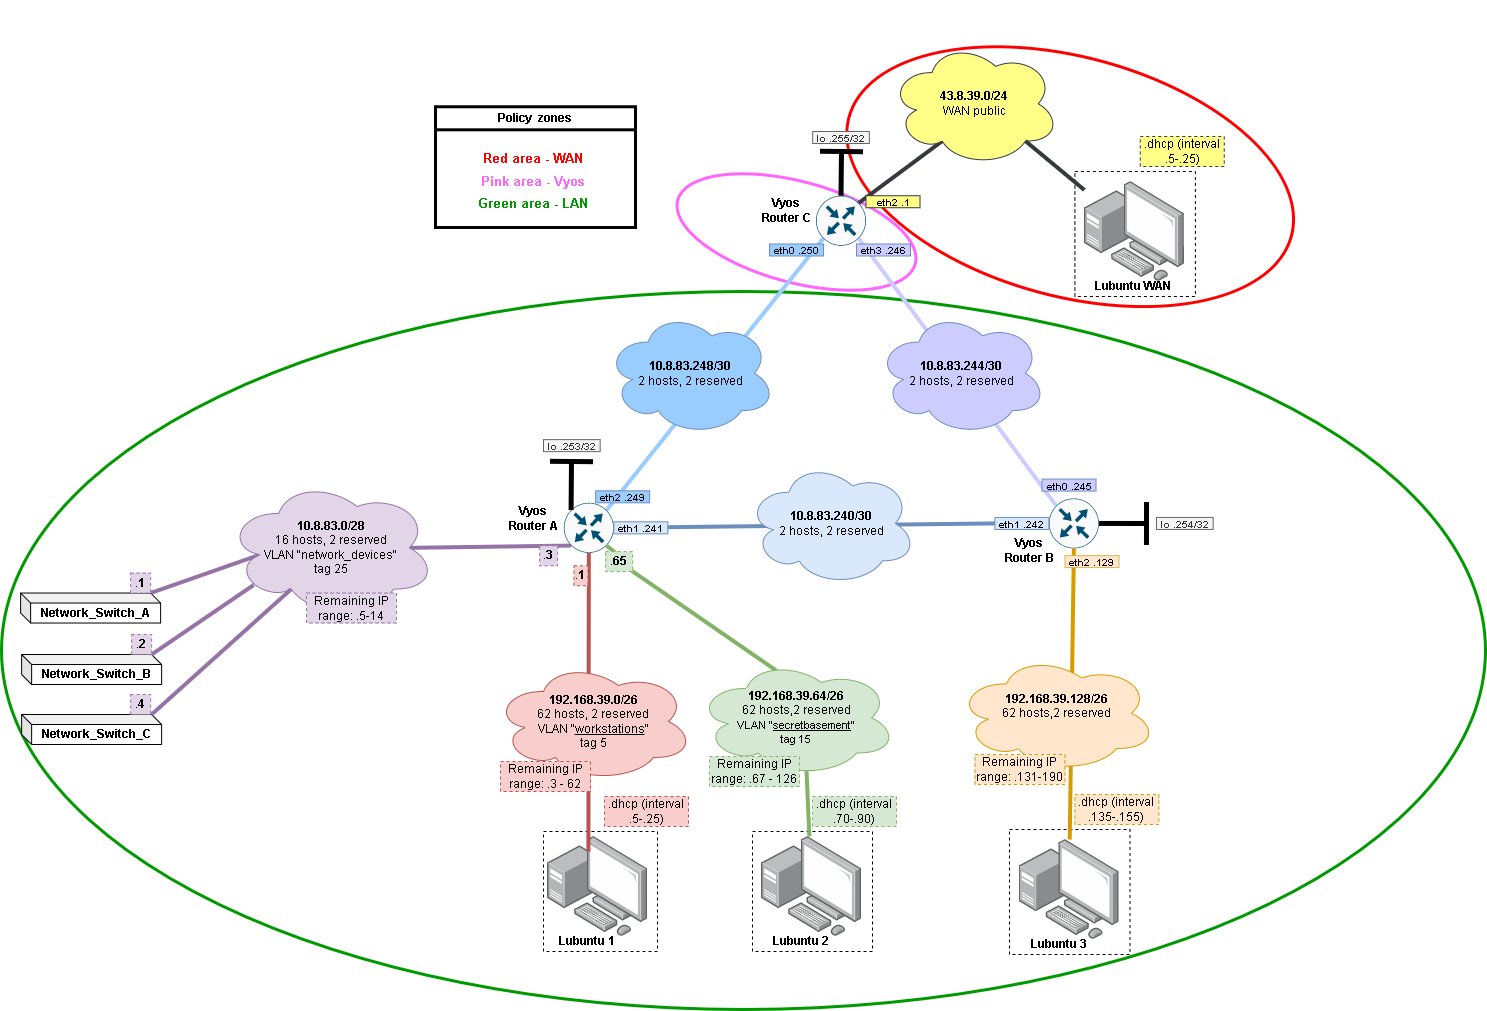 43.8.39.0/24
WAN public
Policy zones
Red area - WAN
Pink area - Vyos
Green area - LAN
lo .255/32
.dhcp (interval
.5-.25)
Vyos
Router C
eth2 .1
eth0 .250
eth3 .246
Lubuntu WAN
10.8.83.248/30
2 hosts, 2 reserved
10.8.83.244/30
2 hosts, 2 reserved
lo .253/32
eth0 .245
eth2 .249
Vyos
Router A
eth1 .241
10.8.83.240/30
2 hosts, 2 reserved
eth1 .242
lo .254/32
Vyos
Router B
eth2 .129
10.8.83.0/28
16 hosts, 2 reserved
VLAN "network_devices"
tag 25
.3
.1
.65
Remaining IP
range: .5-14
.1
Network_Switch_A
.2
Network_Switch_B
.4
Network_Switch_C
192.168.39.0/26
62 hosts, 2 reserved
VLAN "workstations"
tag 5
Remaining IP
range: .3 - 62
192.168.39.64/26
62 hosts,2 reserved
VLAN "secretbasement"
tag 15
Remaining IP
range: .67 - 126
192.168.39.128/26
62 hosts,2 reserved
Remaining IP
range: .131-190
.dhcp (interval
.5-.25)
.dhcp (interval
.70-.90)
.dhcp (interval
.135-.155)
Lubuntu 1
Lubuntu 2
Lubuntu 3